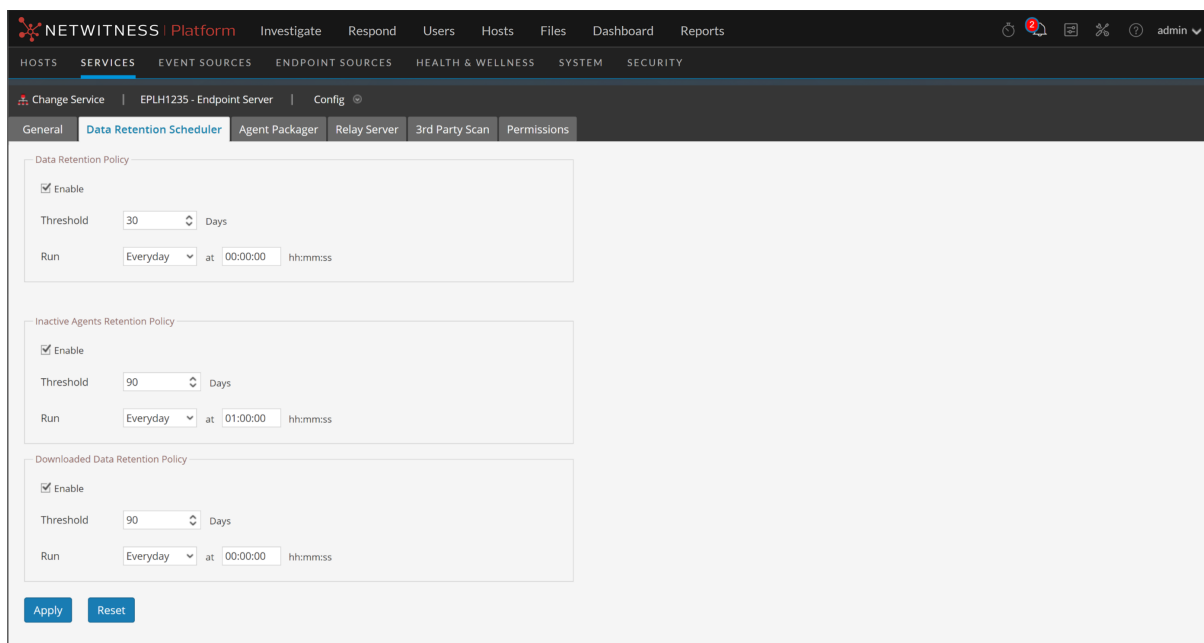 NETWITNESS | Platform Investigate Respond Users Hosts Files Dashboard Reports 2 admin
HOSTS SERVICES EVENT SOURCES ENDPOINT SOURCES HEALTH & WELLNESS SYSTEM SECURITY
Change Service | EPLH1235 - Endpoint Server | Config
General Data Retention Scheduler Agent Packager Relay Server 3rd Party Scan Permissions
Data Retention Policy
Enable
Threshold 30 Days
Run Everyday at 00:00:00 hh:mm:ss
Inactive Agents Retention Policy
Enable
Threshold 90 Days
Run Everyday at 01:00:00 hh:mm:ss
Downloaded Data Retention Policy
Enable
Threshold 90 Days
Run Everyday at 00:00:00 hh:mm:ss
Apply Reset